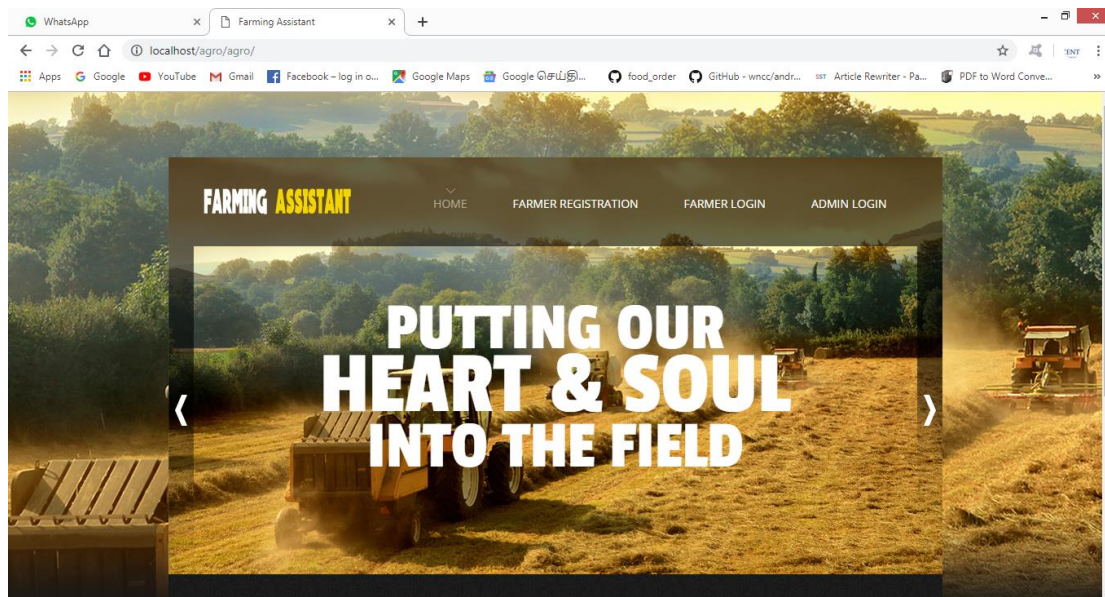 WhatsApp
Farming Assistant
localhost/agro/agro/
Apps
Google
YouTube
Gmail
Facebook – log in o...
Google Maps
Google செய்தி...
food_order
GitHub - wncc/andr...
Article Rewriter - Pa...
PDF to Word Conve...
FARMING ASSISTANT
HOME
FARMER REGISTRATION
FARMER LOGIN
ADMIN LOGIN
PUTTING OUR
HEART & SOUL
INTO THE FIELD